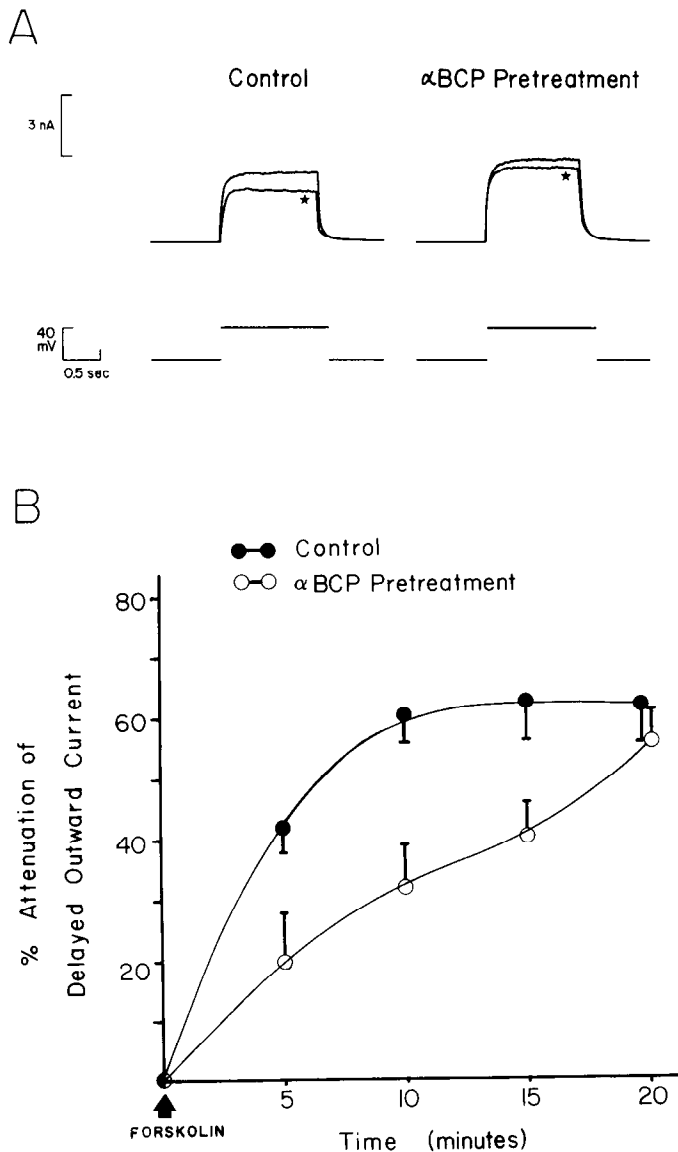 A
Control
αBCP Pretreatment
3 nA
★
★
40
mV
0.5 sec
B
Control
αBCP Pretreatment
80
60
40
20
% Attenuation of
Delayed Outward Current
5
10
15
20
FORSKOLIN
Time (minutes)